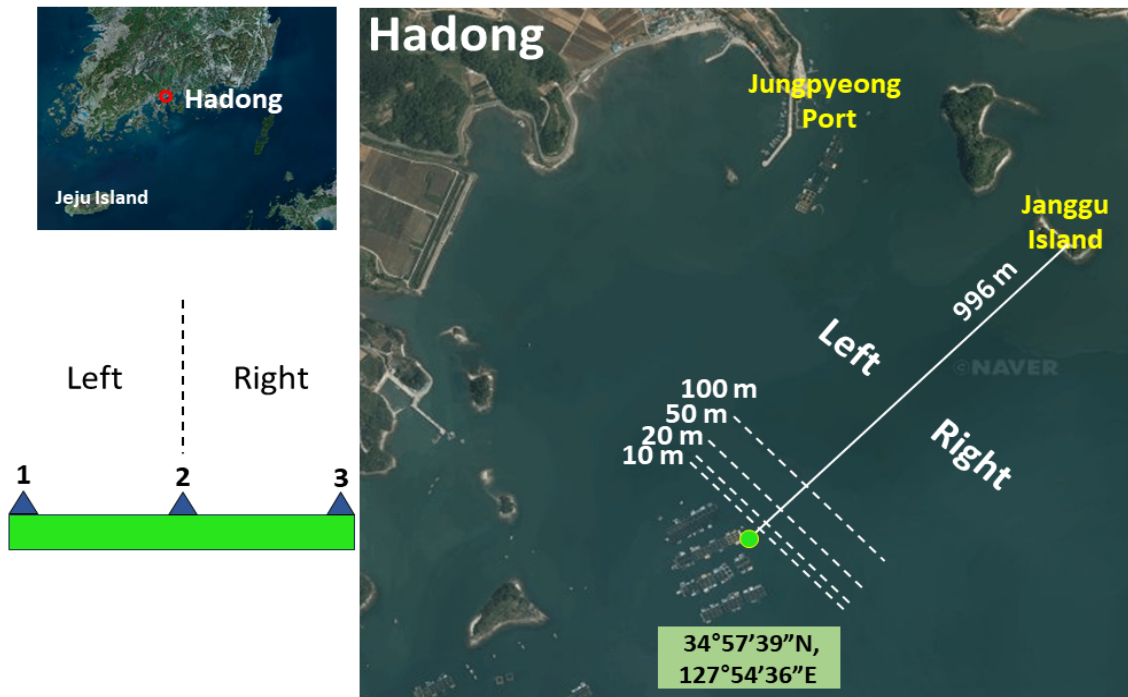 Hadong
Jeju Island
Left
Right
1
2
3
Hadong
Jungpyeong
Port
Janggu
Island
996 m
Left
Right
100 m
50 m
20 m
10 m
NAVER
34°57’39”N,
127°54’36”E